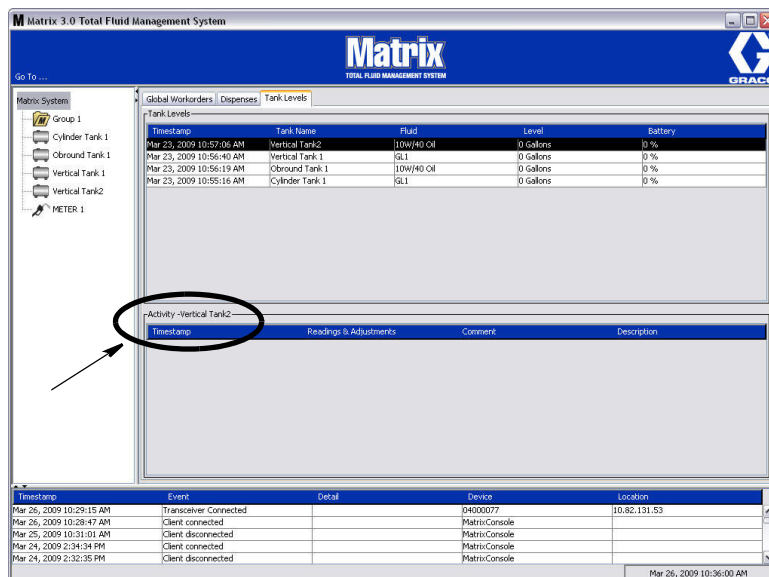 Matrix 3.0 Total Fluid Management System
Matrix
TOTAL FLUID MANAGEMENT SYSTEM
Go To ...
GRACO
Matrix System
Group 1
Cylinder Tank 1
Obround Tank 1
Vertical Tank 1
Vertical Tank2
METER 1
Global Workorders Dispenses Tank Levels
Tank Levels
Timestamp Tank Name Fluid Level Battery
Mar 23, 2009 10:57:06 AM Vertical Tank2 10W/40 Oil 0 Gallons 0 %
Mar 23, 2009 10:56:40 AM Vertical Tank 1 GL1 0 Gallons 0 %
Mar 23, 2009 10:56:19 AM Obround Tank 1 10W/40 Oil 0 Gallons 0 %
Mar 23, 2009 10:55:16 AM Cylinder Tank 1 GL1 0 Gallons 0 %
Activity -Vertical Tank2
Timestamp Readings & Adjustments Comment Description
Timestamp Event Detail Device Location
Mar 26, 2009 10:29:15 AM Transceiver Connected 04000077 10.82.131.53
Mar 26, 2009 10:28:47 AM Client connected MatrixConsole
Mar 25, 2009 10:31:01 AM Client disconnected MatrixConsole
Mar 24, 2009 2:34:34 PM Client connected MatrixConsole
Mar 24, 2009 2:32:35 PM Client disconnected MatrixConsole
Mar 26, 2009 10:36:00 AM